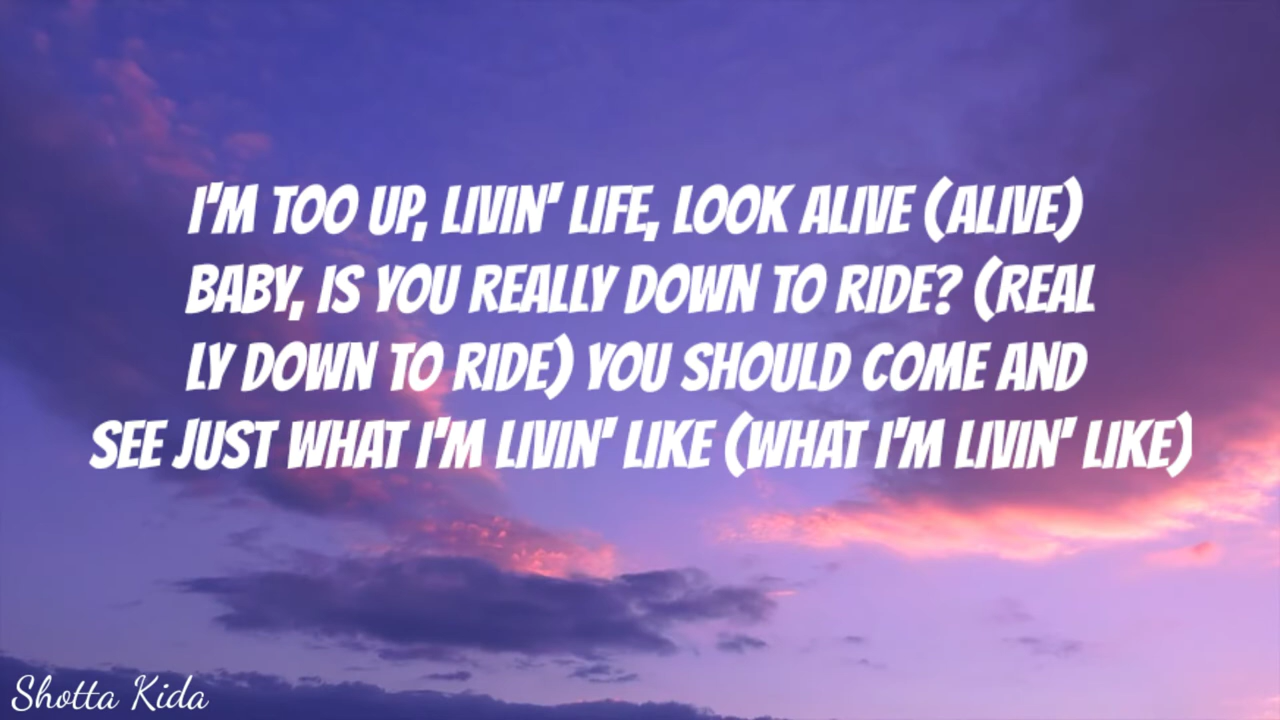 I'M TOO UP, LIVIN' LIFE, LOOK ALIVE (ALIVE)
BABY, IS YOU REALLY DOWN TO RIDE? (REAL
LY DOWN TO RIDE) YOU SHOULD COME AND
SEE JUST WHAT I'M LIVIN' LIKE (WHAT I'M LIVIN' LIKE)
Shotta Kida